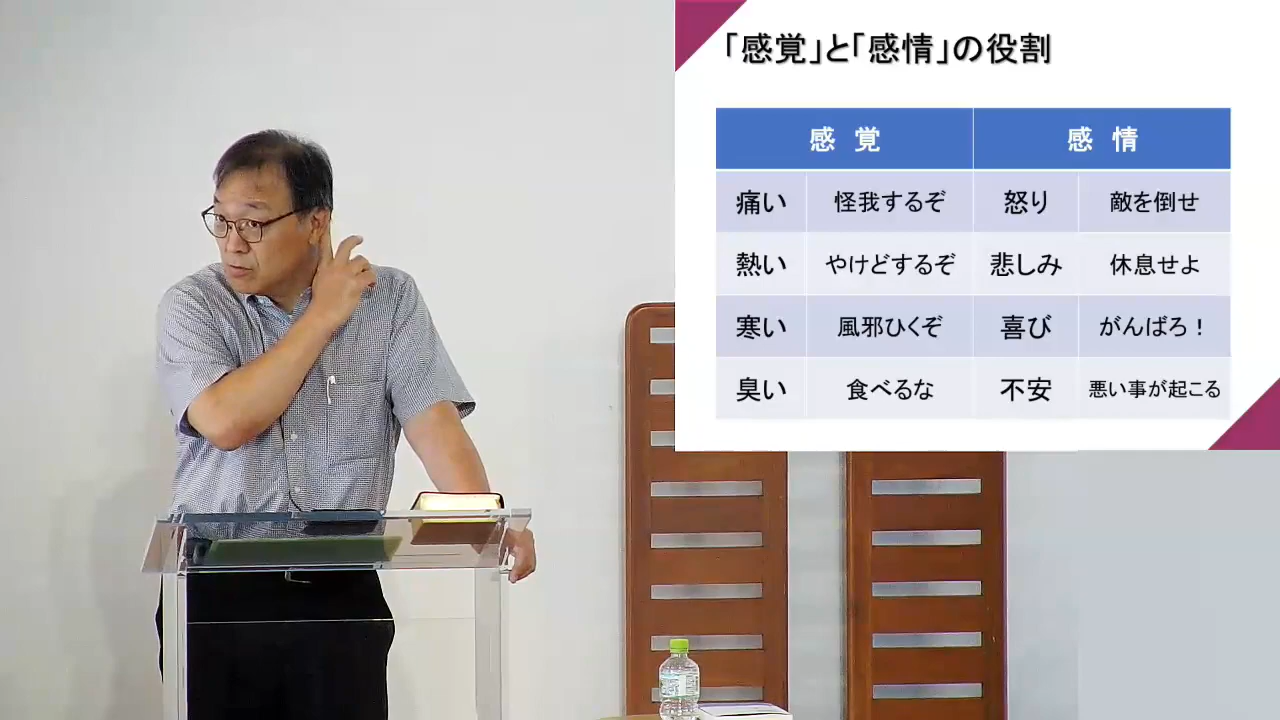 「感覚」と「感情」の役割
感 覚 感 情
痛い 怪我するぞ 怒り 敵を倒せ
熱い やけどするぞ 悲しみ 休息せよ
寒い 風邪ひくぞ 喜び がんばろ！
臭い 食べるな 不安 悪い事が起こる